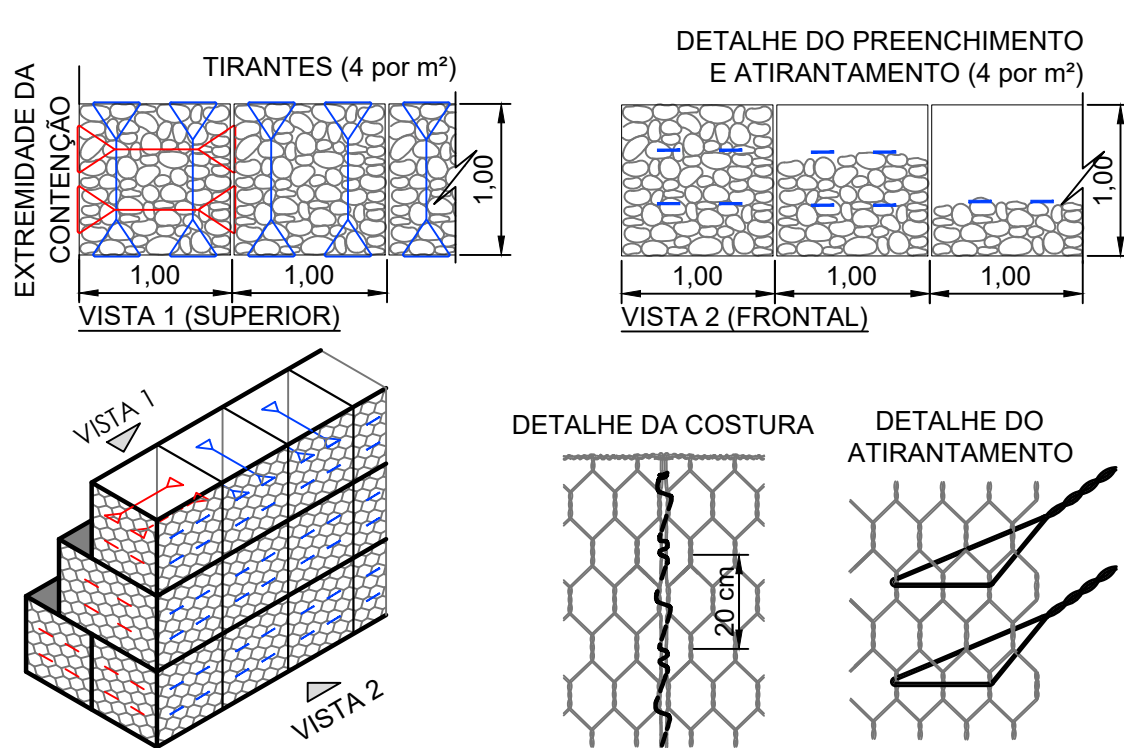 TIRANTES (4 por m²)
EXTREMIDADE DA
CONTENÇÃO
1,00
1,00
1,00
VISTA 1 (SUPERIOR)
DETALHE DO PREENCHIMENTO
E ATIRANTAMENTO (4 por m²)
1,00
1,00
1,00
1,00
VISTA 2 (FRONTAL)
VISTA 1
VISTA 2
DETALHE DA COSTURA
20 cm
DETALHE DO
ATIRANTAMENTO